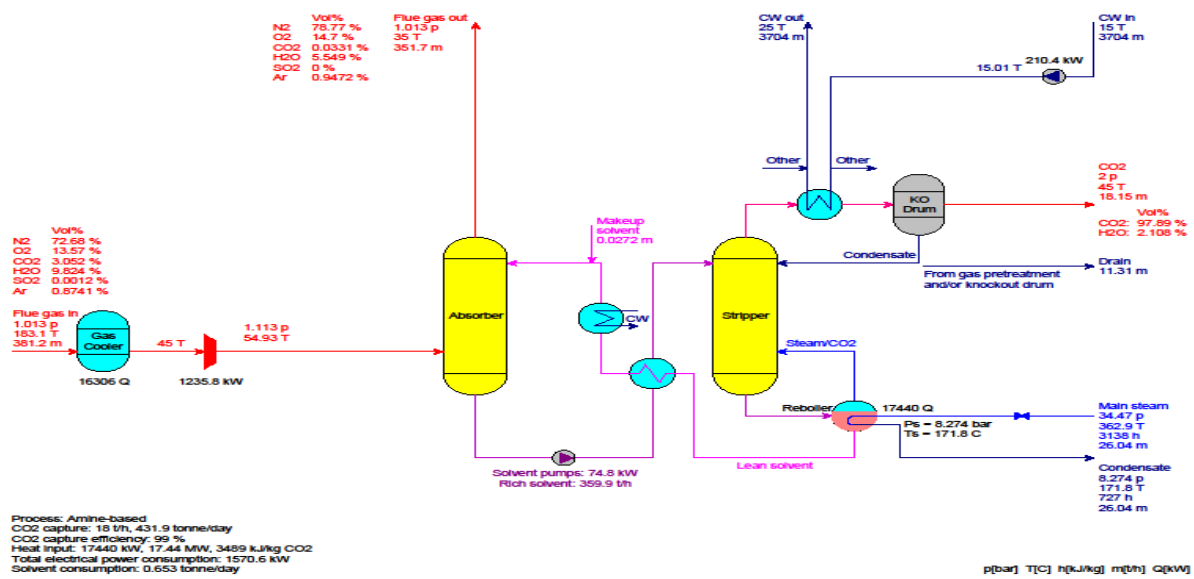 Vol%
N2 78.77 %
O2 14.7 %
CO2 0.0331 %
H2O 5.549 %
SO2 0 %
Ar 0.9472 %
Flue gas out
1.013 p
35 T
351.7 m
CW out
25 T
3704 m
CW in
15 T
3704 m
210.4 kW
15.01 T
Other
Other
KO
Drum
CO2
2 p
45 T
18.15 m
Vol%
CO2: 97.89 %
H2O: 2.108 %
Makeup
solvent
0.0272 m
Condensate
From gas pretreatment
and/or knockout drum
Drain
11.31 m
Vol%
N2 72.68 %
O2 13.57 %
CO2 3.052 %
H2O 9.824 %
SO2 0.0012 %
Ar 0.8741 %
Flue gas in
1.013 p
183.1 T
381.2 m
Gas
Cooler
16306 Q
45 T
1235.8 kW
1.113 p
54.93 T
Absorber
CW
Stripper
Steam/CO2
Reboiler
17440 Q
Ps = 8.274 bar
Ts = 171.8 C
Main steam
34.47 p
362.9 T
3138 h
26.04 m
Lean solvent
Solvent pumps: 74.8 kW
Rich solvent: 359.9 t/h
Condensate
8.274 p
171.8 T
727 h
26.04 m
Process: Amine-based
CO2 capture: 18 t/h, 431.9 tonne/day
CO2 capture efficiency: 99 %
Heat input: 17440 kW, 17.44 MW, 3489 kJ/kg CO2
Total electrical power consumption: 1570.6 kW
Solvent consumption: 0.653 tonne/day
p[bar] T[C] h[kJ/kg] m[t/h] Q[kW]